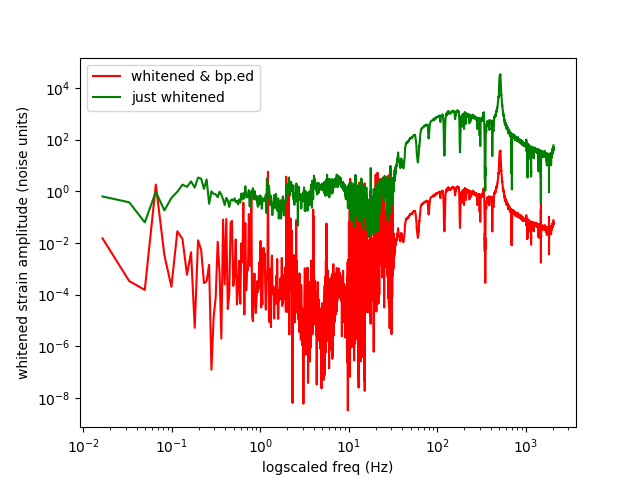 whitened & bp.ed
just whitened
whitened strain amplitude (noise units)
10⁴
10²
10⁰
10⁻²
10⁻⁴
10⁻⁶
10⁻⁸
10⁻² 10⁻¹ 10⁰ 10¹ 10² 10³
logscaled freq (Hz)